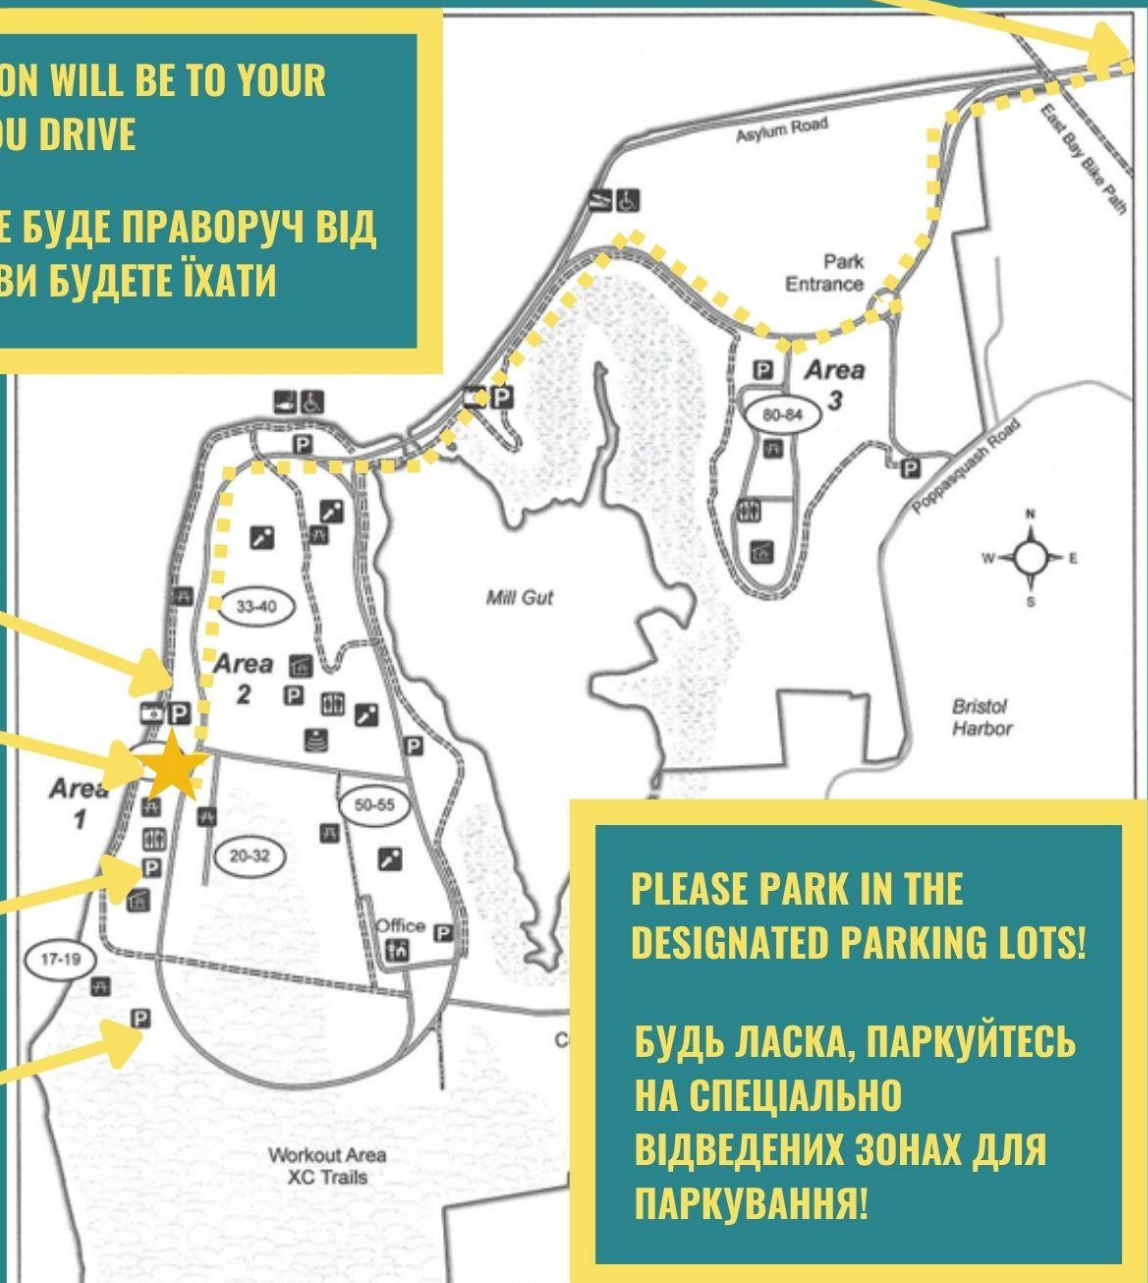 ON WILL BE TO YOUR
OU DRIVE
Е БУДЕ ПРАВОРУЧ ВІД
ВИ БУДЕТЕ ЇХАТИ
Asylum Road
East Bay Bike Path
Park
Entrance
P
Area
3
80-84
P
P
P
P
Poppasquash Road
N
W
E
S
33-40
Mill Gut
Area
2
P
P
P
Bristol
Harbor
Area
1
50-55
20-32
P
Office
P
17-19
P
C
Workout Area
XC Trails
PLEASE PARK IN THE
DESIGNATED PARKING LOTS!
БУДЬ ЛАСКА, ПАРКУЙТЕСЬ
НА СПЕЦІАЛЬНО
ВІДВЕДЕНИХ ЗОНАХ ДЛЯ
ПАРКУВАННЯ!